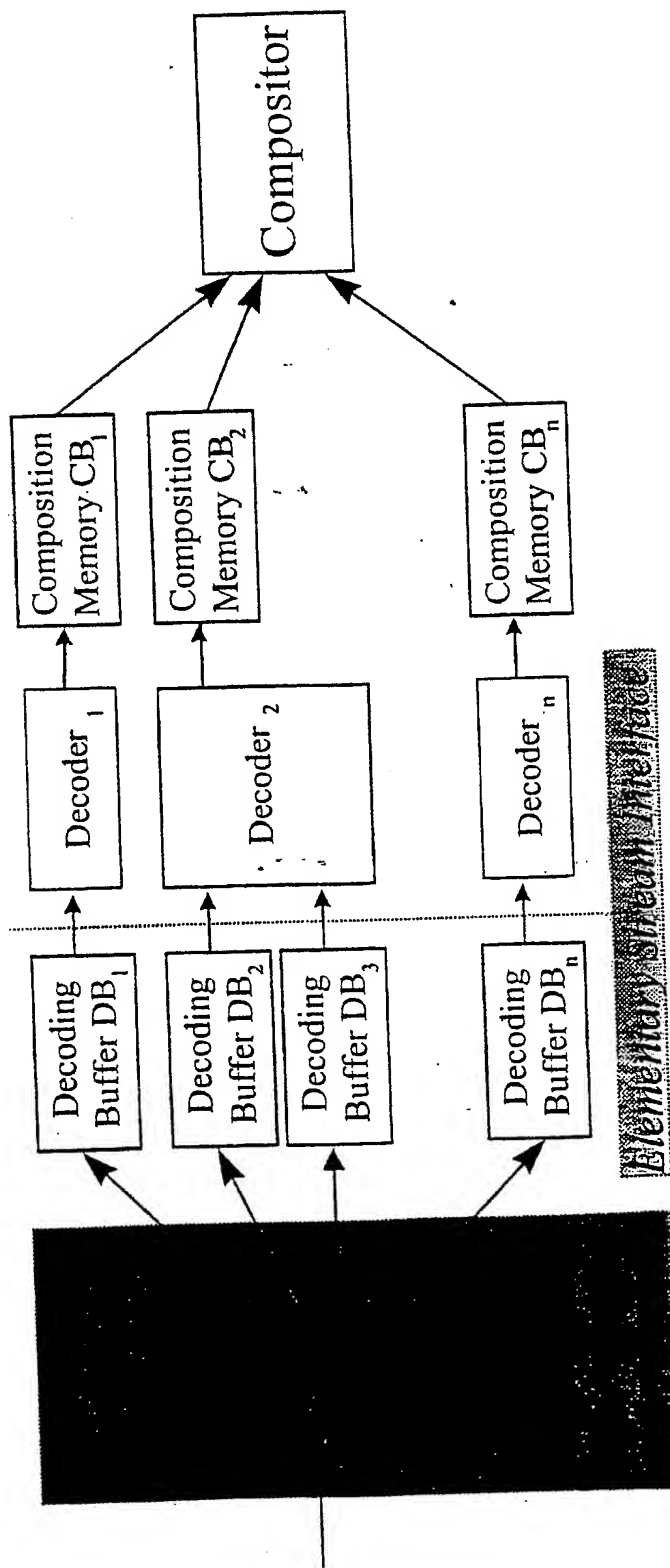 Decoding
Buffer DB1
Decoding
Buffer DB2
Decoding
Buffer DB3
Decoding
Buffer DBn
Decoder 1
Decoder 2
Decoder n
Composition
Memory CB1
Composition
Memory CB2
Composition
Memory CBn
Compositor
Elementary Stream Interface